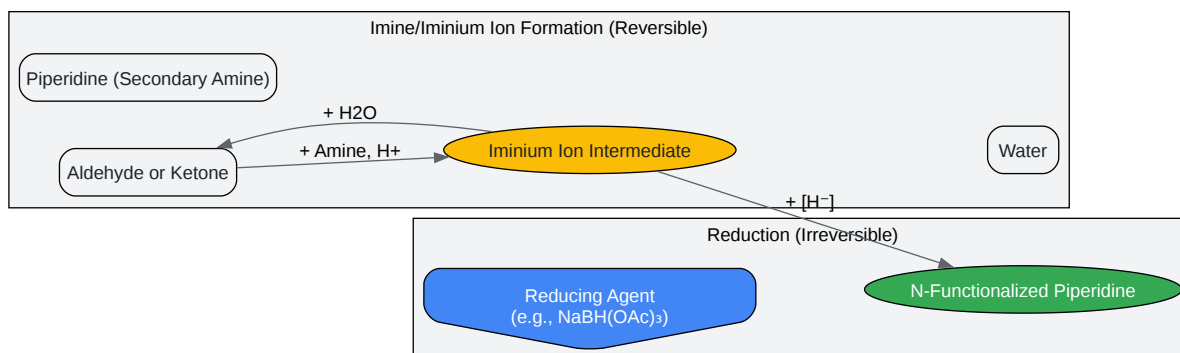 Imine/Iminium Ion Formation (Reversible)
Piperidine (Secondary Amine)
+ H2O
+ Amine, H+
Iminium Ion Intermediate
Water
Aldehyde or Ketone
+ [H⁻]
Reduction (Irreversible)
Reducing Agent
(e.g., NaBH(OAc)₃)
N-Functionalized Piperidine